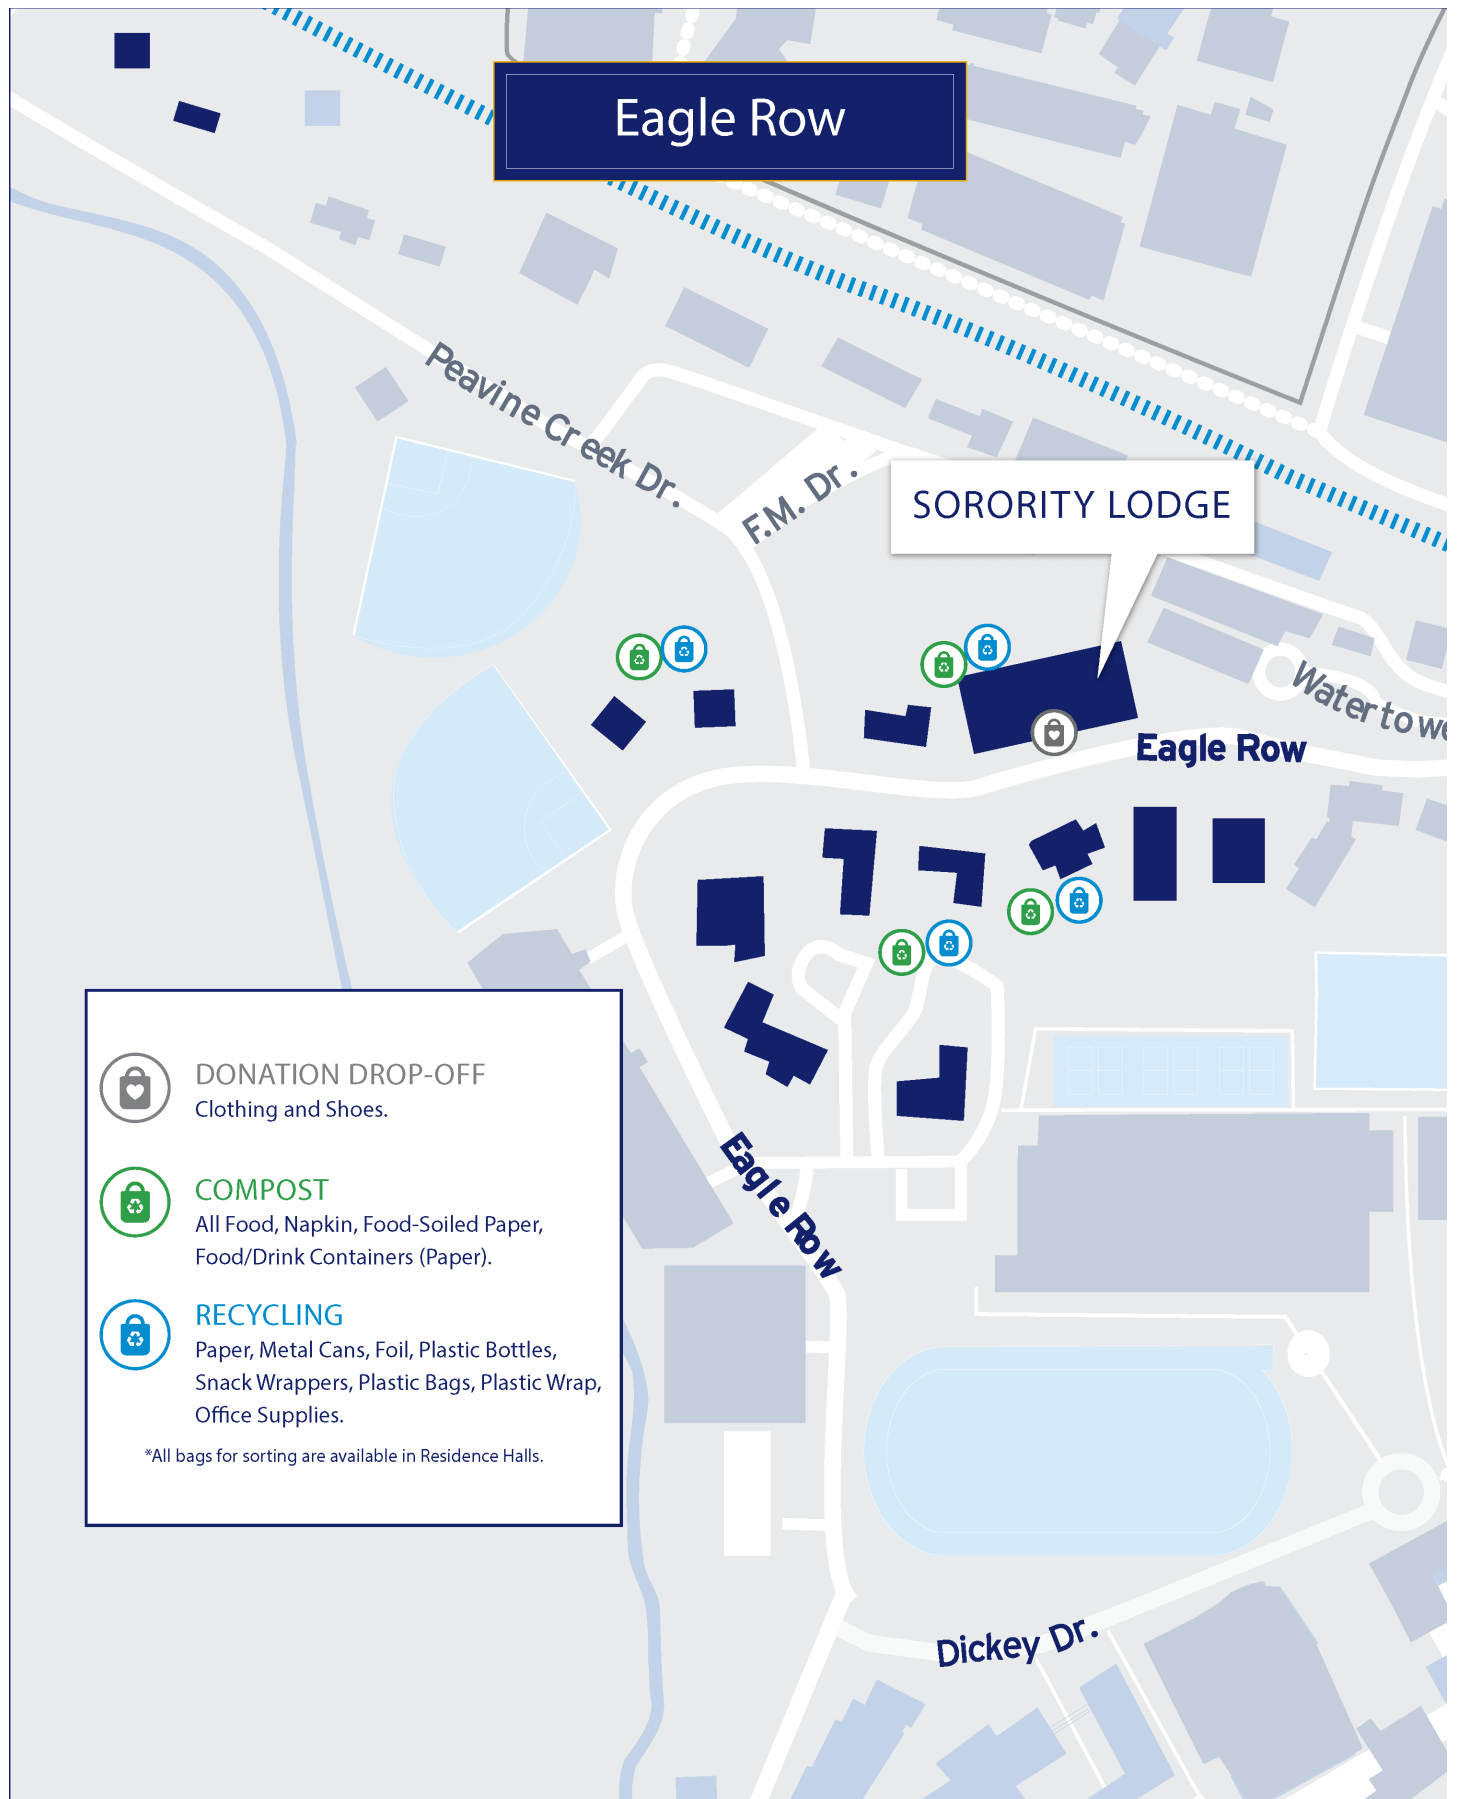 Eagle Row
Peavine Creek Dr.
F.M. Dr.
SORORITY LODGE
Watertowe
Eagle Row
DONATION DROP-OFF
Clothing and Shoes.
COMPOST
All Food, Napkin, Food-Soiled Paper,
Food/Drink Containers (Paper).
RECYCLING
Paper, Metal Cans, Foil, Plastic Bottles,
Snack Wrappers, Plastic Bags, Plastic Wrap,
Office Supplies.
*All bags for sorting are available in Residence Halls.
Eagle Row
Dickey Dr.